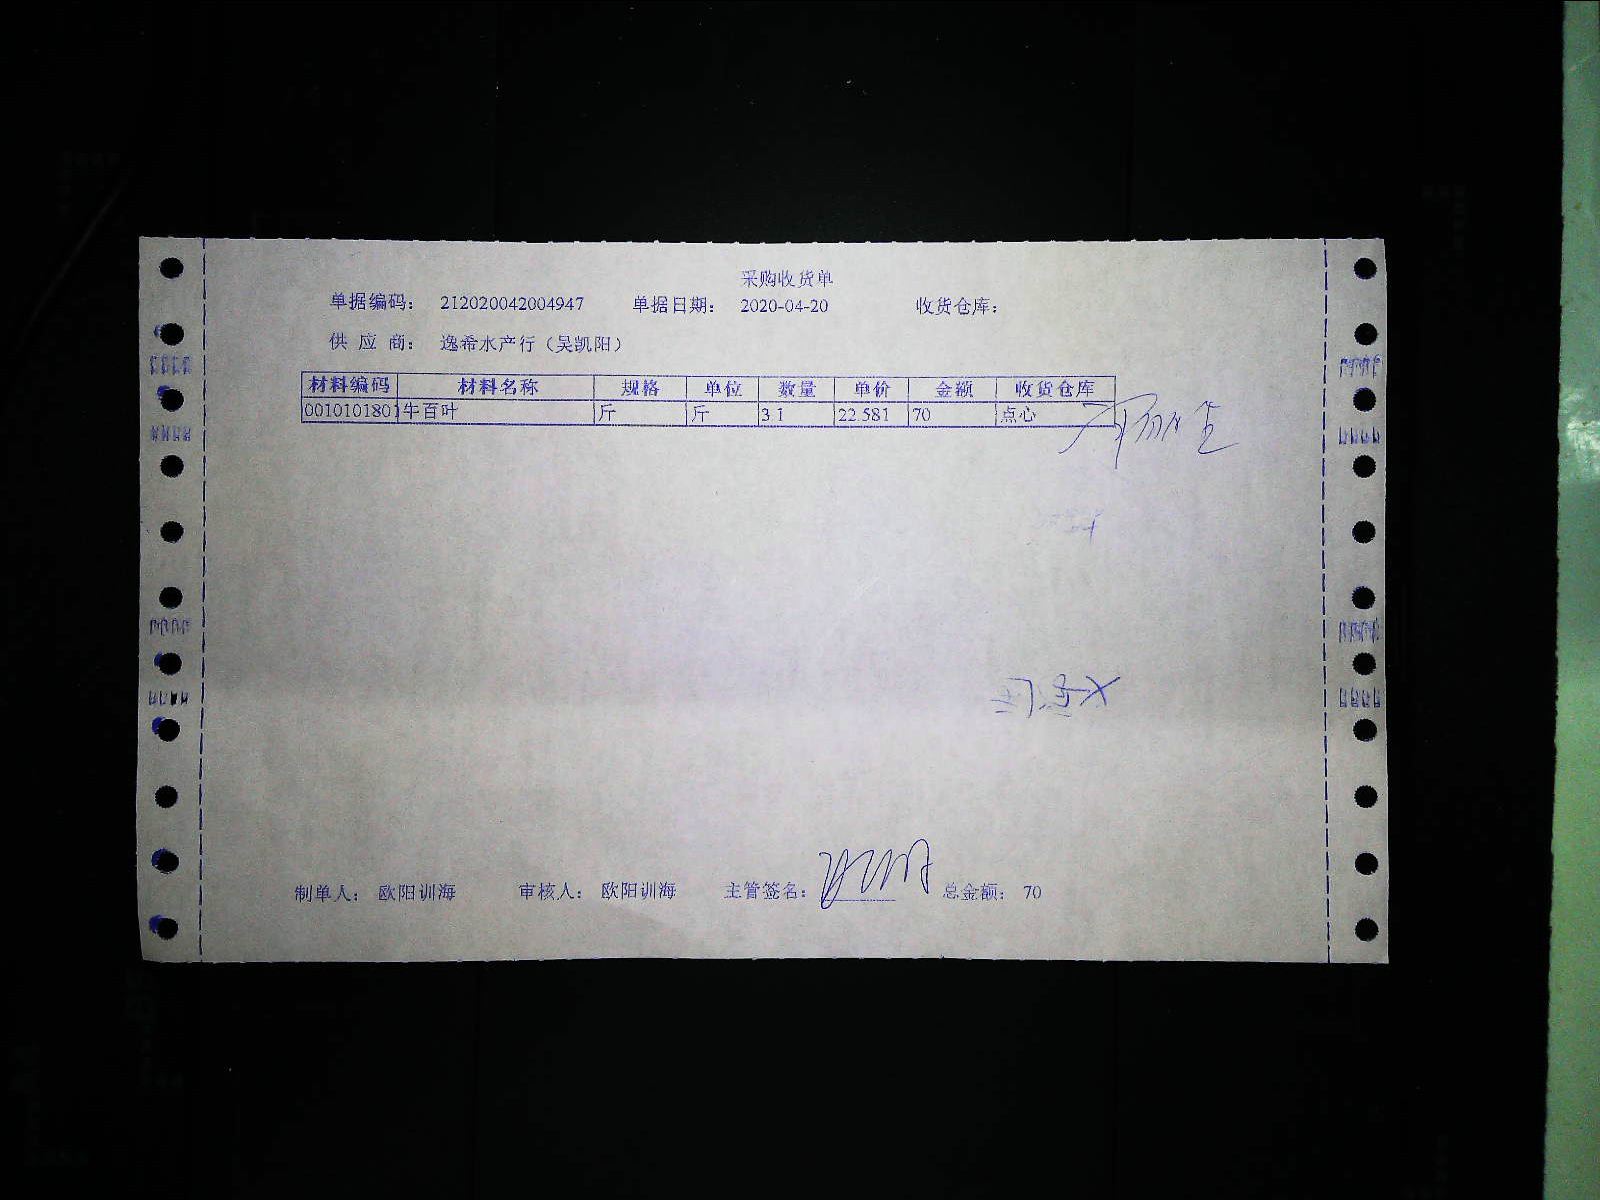 采购收货单
单据编码： 212020042004947 单据日期： 2020-04-20 收货仓库：
供 应 商： 逸希水产行（吴凯阳）
材料编码 材料名称 规格 单位 数量 单价 金额 收货仓库
0010101801 牛百叶 斤 斤 3.1 22.581 70 点心
制单人： 欧阳训海 审核人： 欧阳训海 主管签名： 总金额： 70